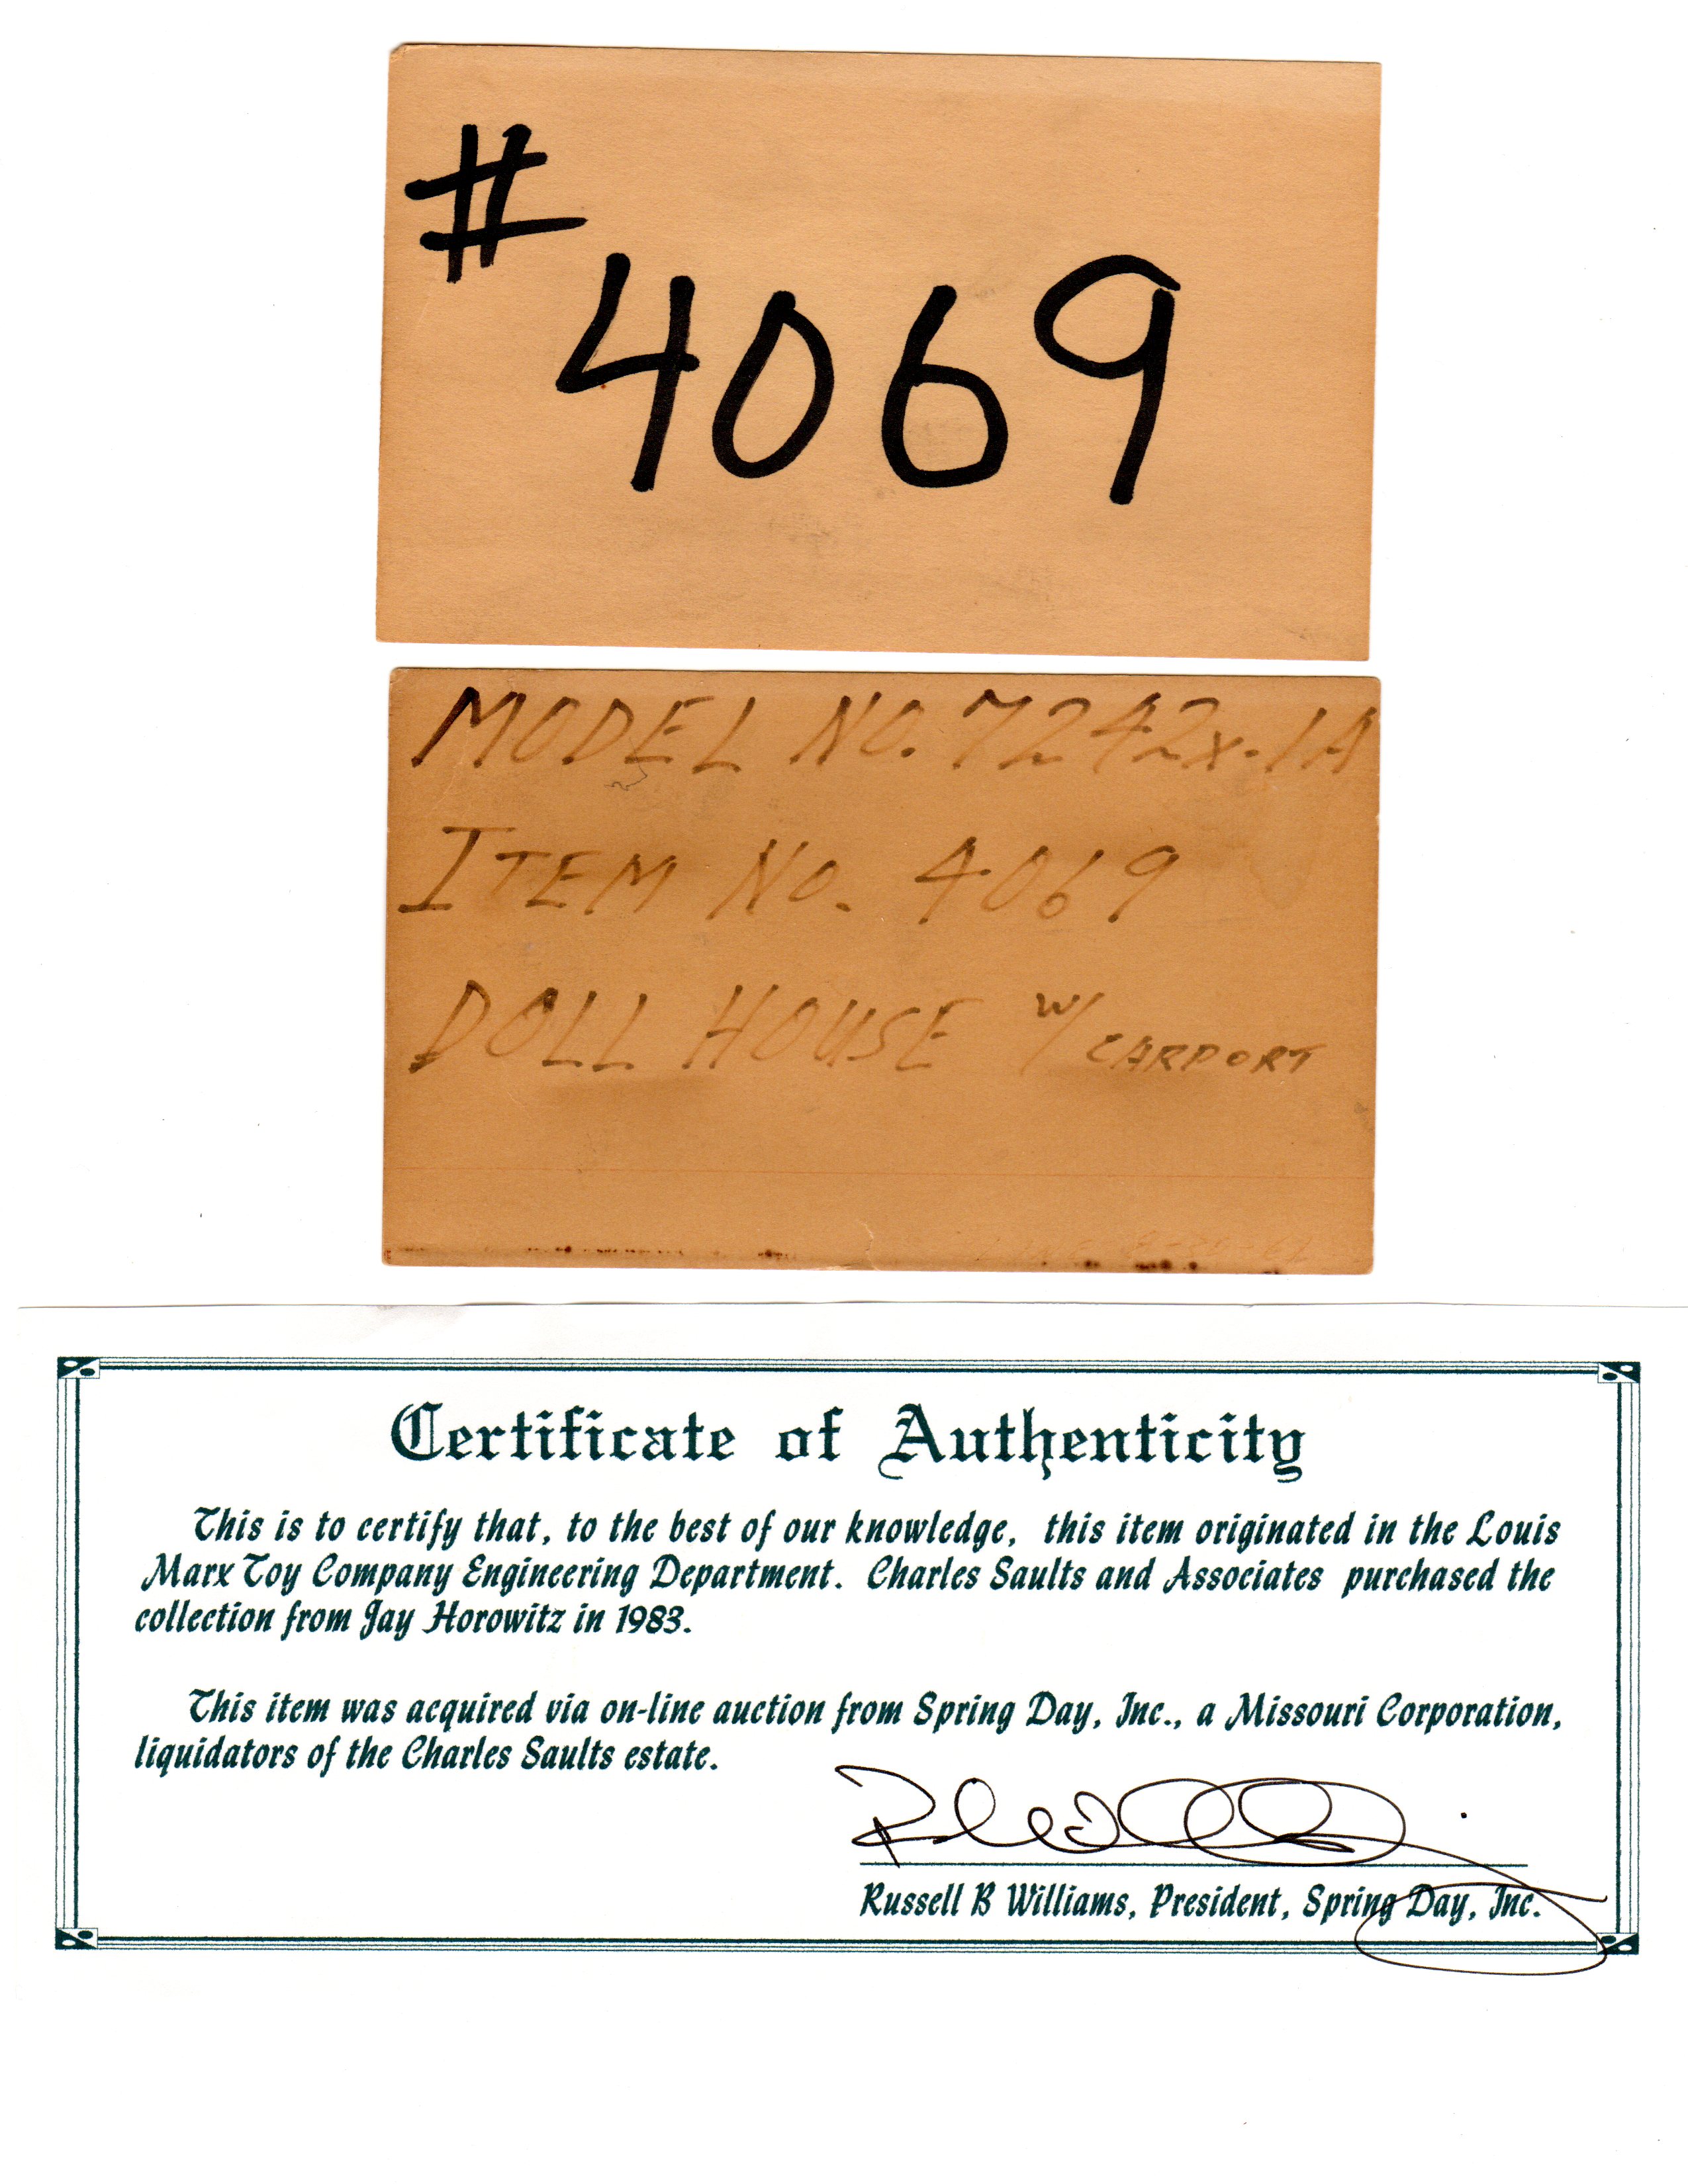 #
4069
MODEL NO. 7242X-1A
ITEM NO. 4069
DOLL HOUSE W/ CARPORT
Certificate of Authenticity
This is to certify that, to the best of our knowledge, this item originated in the Louis
Marx Toy Company Engineering Department. Charles Saults and Associates purchased the
collection from Jay Horowitz in 1983.
This item was acquired via on-line auction from Spring Day, Inc., a Missouri Corporation,
liquidators of the Charles Saults estate.
Russell B Williams, President, Spring Day, Inc.